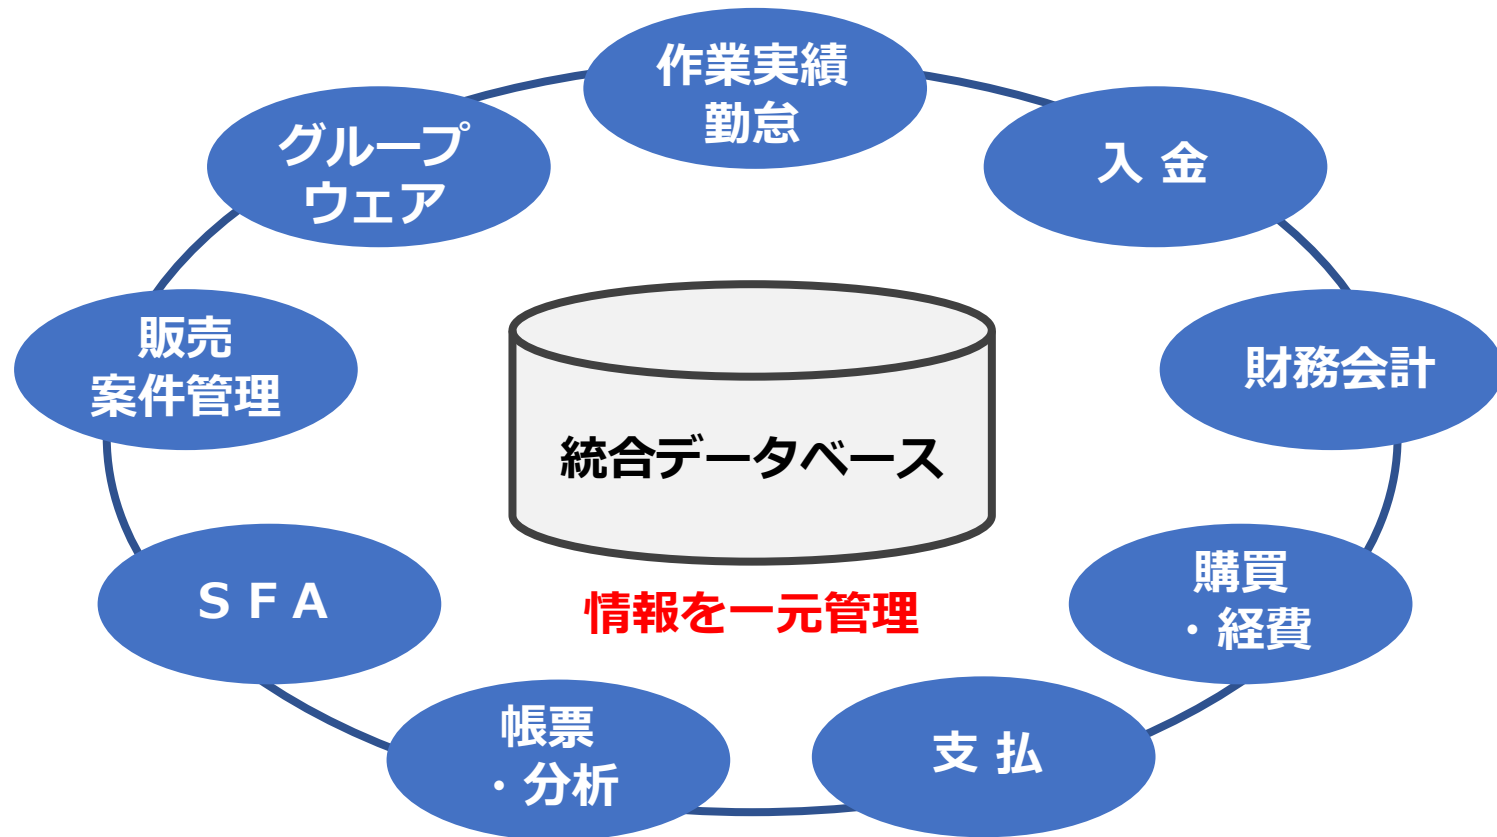 作業実績
勤怠
グループ
ウェア
入 金
販売
案件管理
財務会計
統合データベース
購買
・経費
ＳＦＡ
情報を一元管理
帳票
・分析
支 払